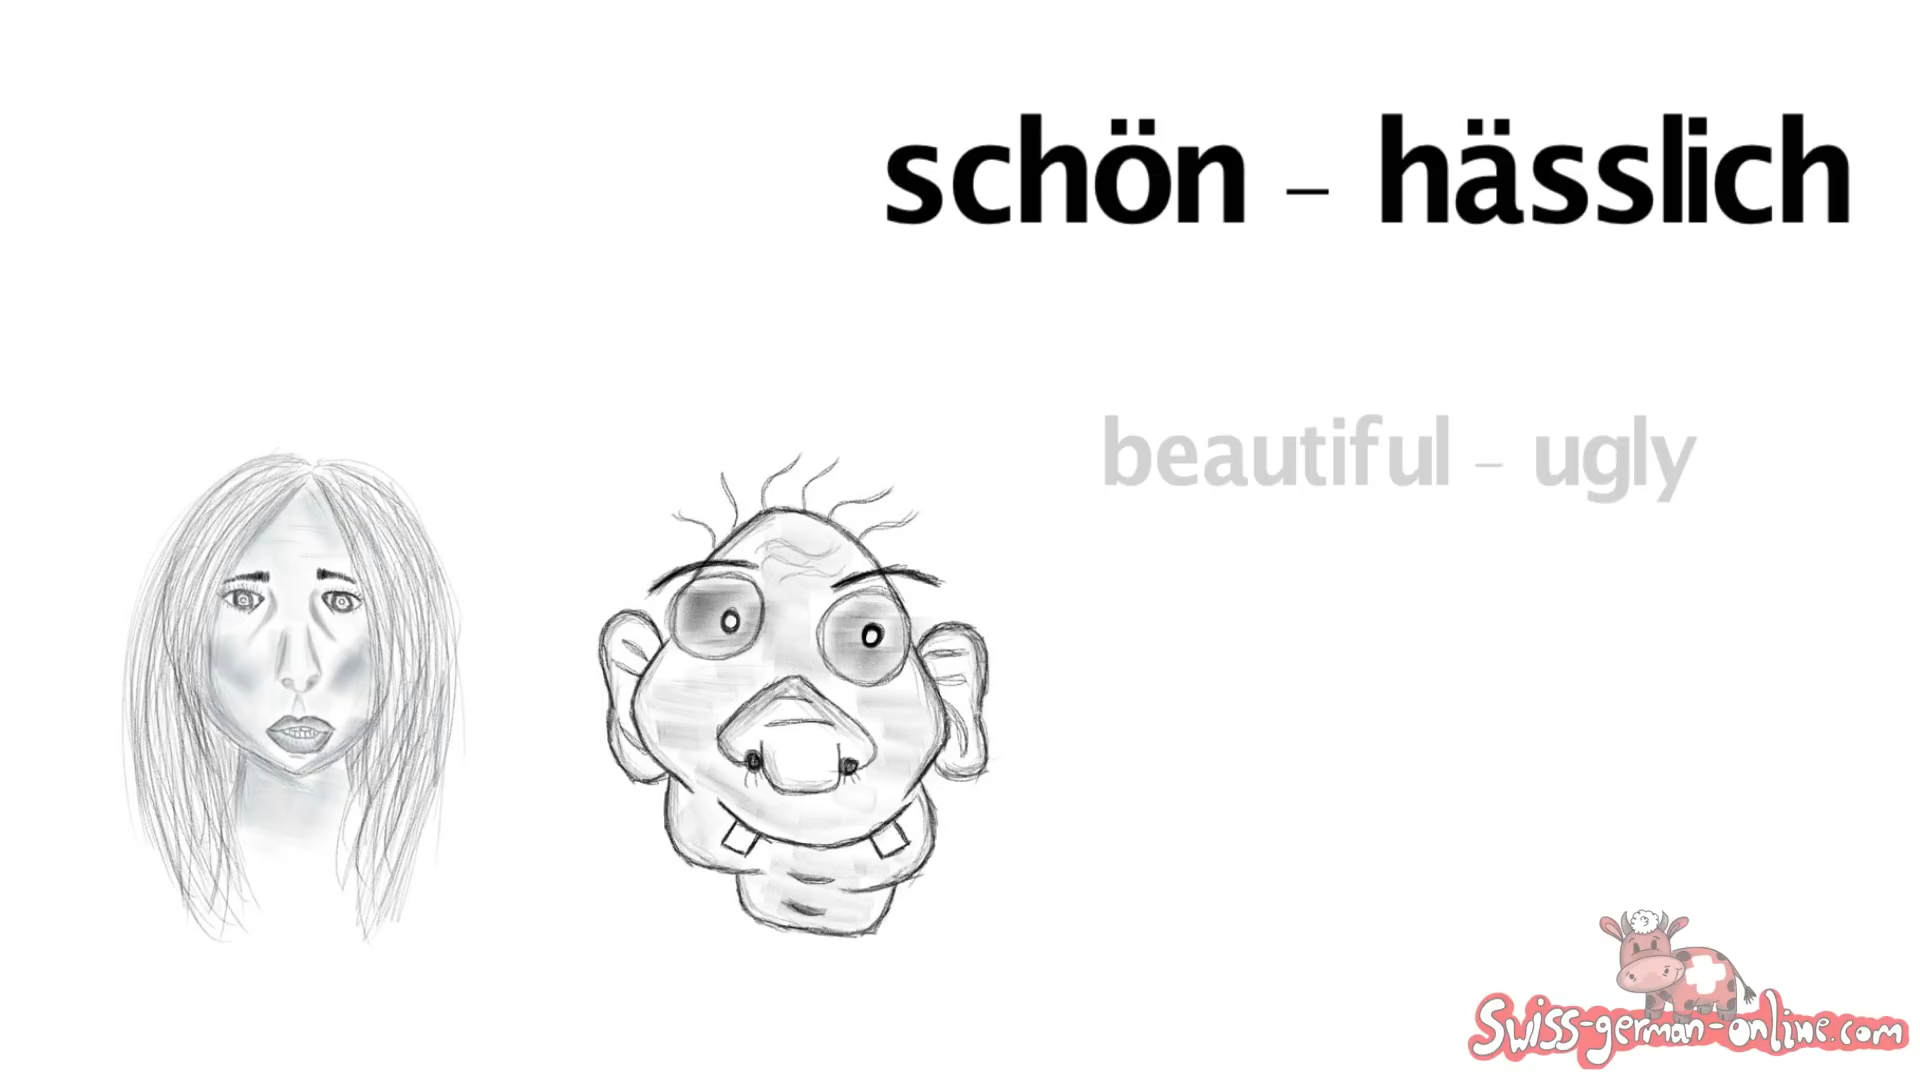 schön – hässlich
beautiful – ugly
Swiss-german-online.com